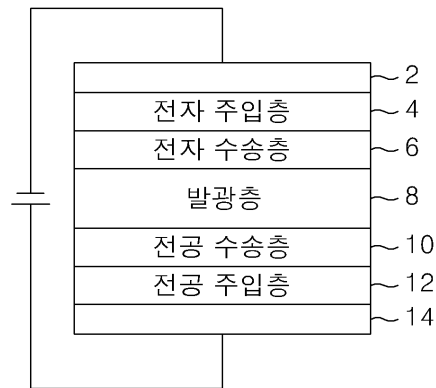 2
전자 주입층 4
전자 수송층 6
발광층 8
전공 수송층 10
전공 주입층 12
14